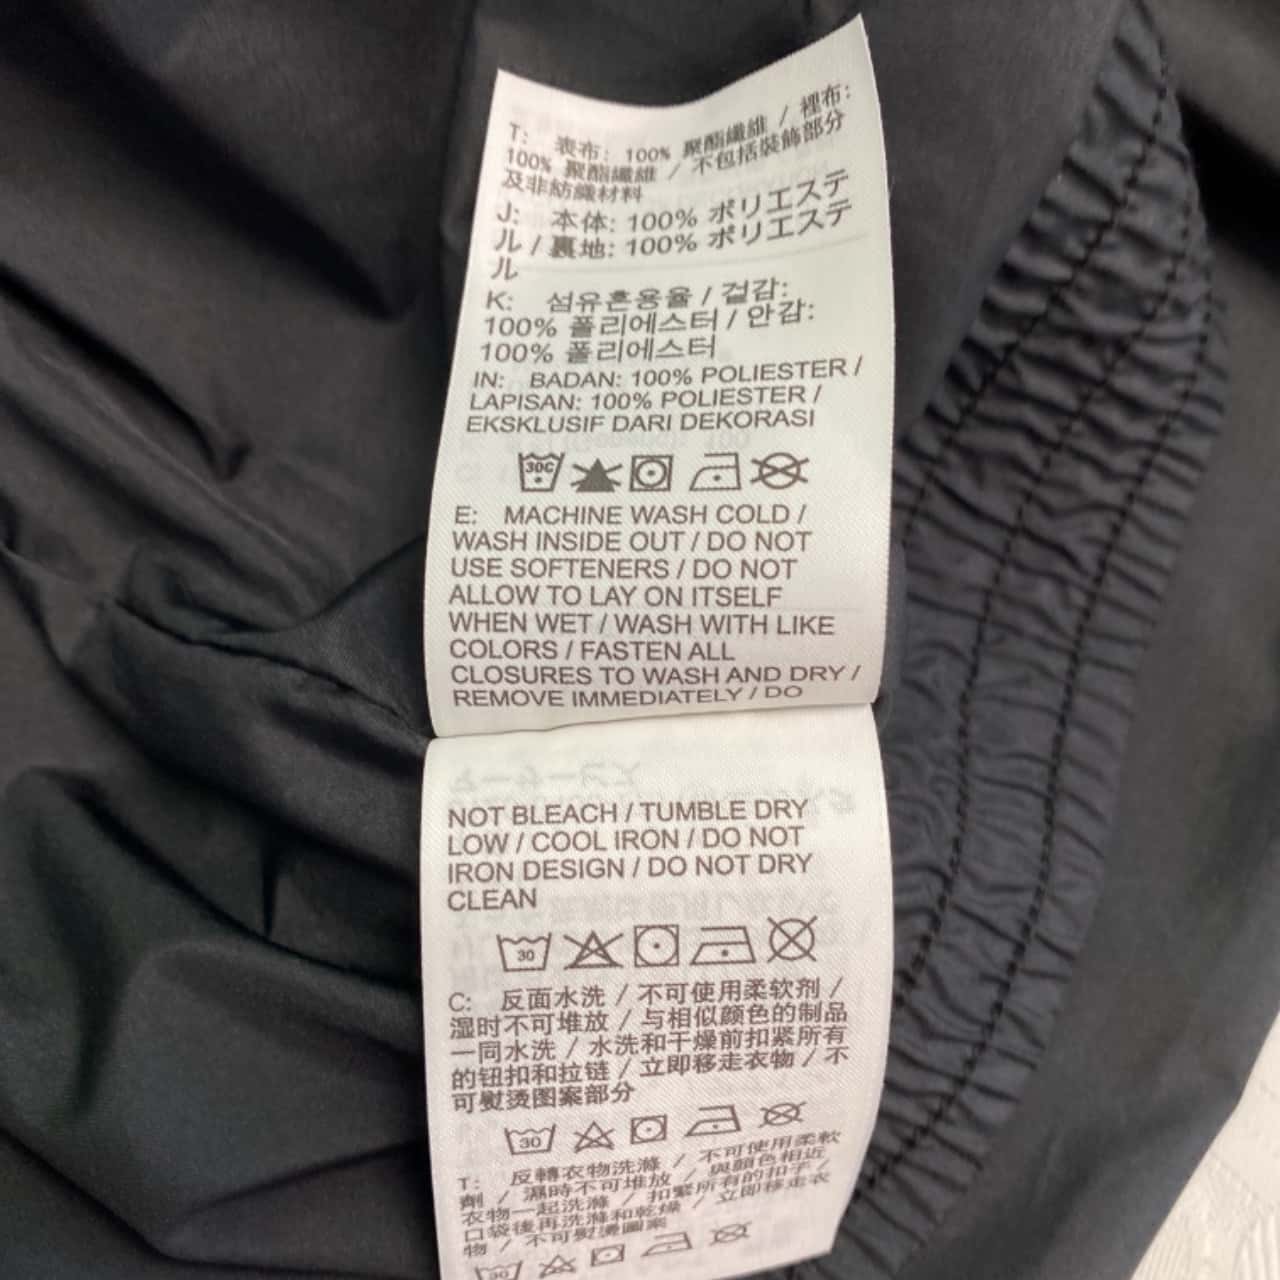 T: 表布: 100% 聚酯纖維 / 裡布:
100% 聚酯纖維 / 不包括裝飾部分
及非紡織材料
J: 本体: 100% ポリエステ
ル / 裏地: 100% ポリエステ
ル
K: 섬유혼용율 / 겉감:
100% 폴리에스터 / 안감:
100% 폴리에스터
IN: BADAN: 100% POLIESTER /
LAPISAN: 100% POLIESTER /
EKSKLUSIF DARI DEKORASI
30C
E: MACHINE WASH COLD /
WASH INSIDE OUT / DO NOT
USE SOFTENERS / DO NOT
ALLOW TO LAY ON ITSELF
WHEN WET / WASH WITH LIKE
COLORS / FASTEN ALL
CLOSURES TO WASH AND DRY /
REMOVE IMMEDIATELY / DO
NOT BLEACH / TUMBLE DRY
LOW / COOL IRON / DO NOT
IRON DESIGN / DO NOT DRY
CLEAN
30
C: 反面水洗 / 不可使用柔软剂 /
湿时不可堆放 / 与相似颜色的制品
一同水洗 / 水洗和干燥前扣紧所有
的钮扣和拉链 / 立即移走衣物 / 不
可熨烫图案部分
30
T: 反轉衣物洗滌 / 不可使用柔軟
劑 / 濕時不可堆放 / 與顏色相近
衣物一起洗滌 / 扣緊所有的扣子 /
口袋後再洗滌和乾燥 / 立即移走衣
物 / 不可熨燙圖案
30